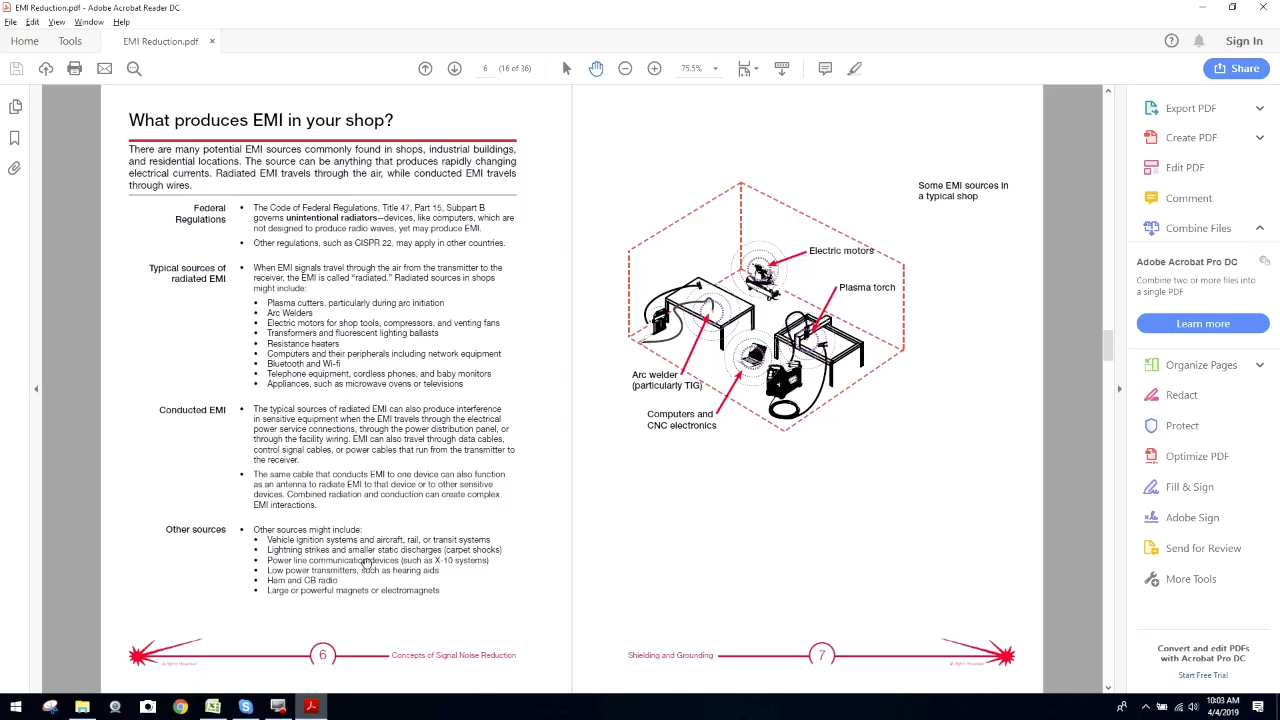 EMI Reduction.pdf - Adobe Acrobat Reader DC
File Edit View Window Help
Home Tools EMI Reduction.pdf × Sign In
6 (16 of 36) 75.5% Share
What produces EMI in your shop?
There are many potential EMI sources commonly found in shops, industrial buildings,
and residential locations. The source can be anything that produces rapidly changing
electrical currents. Radiated EMI travels through the air, while conducted EMI travels
through wires.
Federal
Regulations
• The Code of Federal Regulations, Title 47, Part 15, Subpart B
governs unintentional radiators--devices, like computers, which are
not designed to produce radio waves, yet may produce EMI.
• Other regulations, such as CISPR 22, may apply in other countries.
Typical sources of
radiated EMI
• When EMI signals travel through the air from the transmitter to the
receiver, the EMI is called “radiated.” Radiated sources in shops
might include:
• Plasma cutters, particularly during arc initiation
• Arc Welders
• Electric motors for shop tools, compressors, and venting fans
• Transformers and fluorescent lighting ballasts
• Resistance heaters
• Computers and their peripherals including network equipment
• Bluetooth and Wi-fi
• Telephone equipment, cordless phones, and baby monitors
• Appliances, such as microwave ovens or televisions
Conducted EMI
• The typical sources of radiated EMI can also produce interference
in sensitive equipment when the EMI travels through the electrical
power service connections, through the power distribution panel, or
through the facility wiring. EMI can also travel through data cables,
control signal cables, or power cables that run from the transmitter to
the receiver.
• The same cable that conducts EMI to one device can also function
as an antenna to radiate EMI to that device or to other sensitive
devices. Combined radiation and conduction can create complex
EMI interactions.
Other sources
• Other sources might include:
• Vehicle ignition systems and aircraft, rail, or transit systems
• Lightning strikes and smaller static discharges (carpet shocks)
• Power line communication devices (such as X-10 systems)
• Low power transmitters, such as hearing aids
• Ham and CB radio
• Large or powerful magnets or electromagnets
All Rights Reserved
6
Concepts of Signal Noise Reduction
Some EMI sources in
a typical shop
Electric motors
Plasma torch
Arc welder
(particularly TIG)
Computers and
CNC electronics
Shielding and Grounding
7
All Rights Reserved
Export PDF
Create PDF
Edit PDF
Comment
Combine Files
Adobe Acrobat Pro DC
Combine two or more files into
a single PDF
Learn more
Organize Pages
Redact
Protect
Optimize PDF
Fill & Sign
Adobe Sign
Send for Review
More Tools
Convert and edit PDFs
with Acrobat Pro DC
Start Free Trial
10:03 AM
4/4/2019